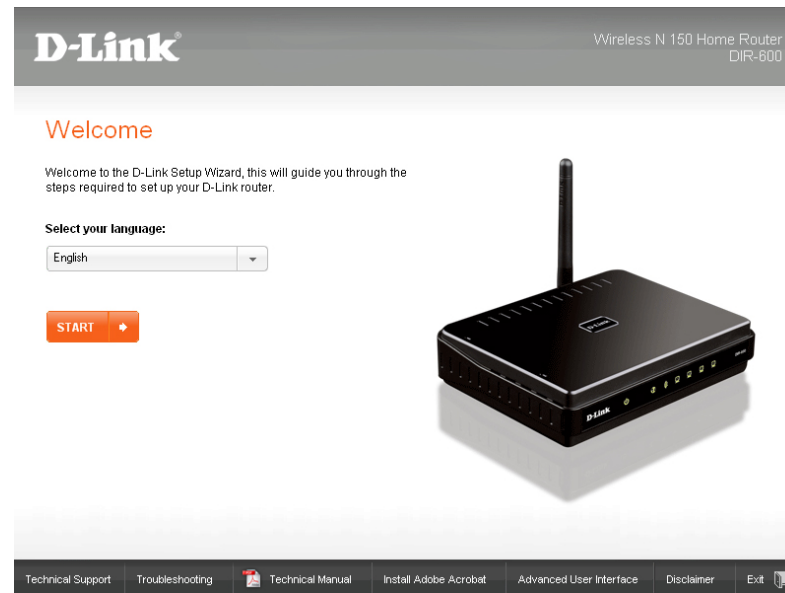 D-Link®
Wireless N 150 Home Router
DIR-600
Welcome
Welcome to the D-Link Setup Wizard, this will guide you through the
steps required to set up your D-Link router.
Select your language:
English
START
D-Link
D-Link
Technical Support
Troubleshooting
Technical Manual
Install Adobe Acrobat
Advanced User Interface
Disclaimer
Exit